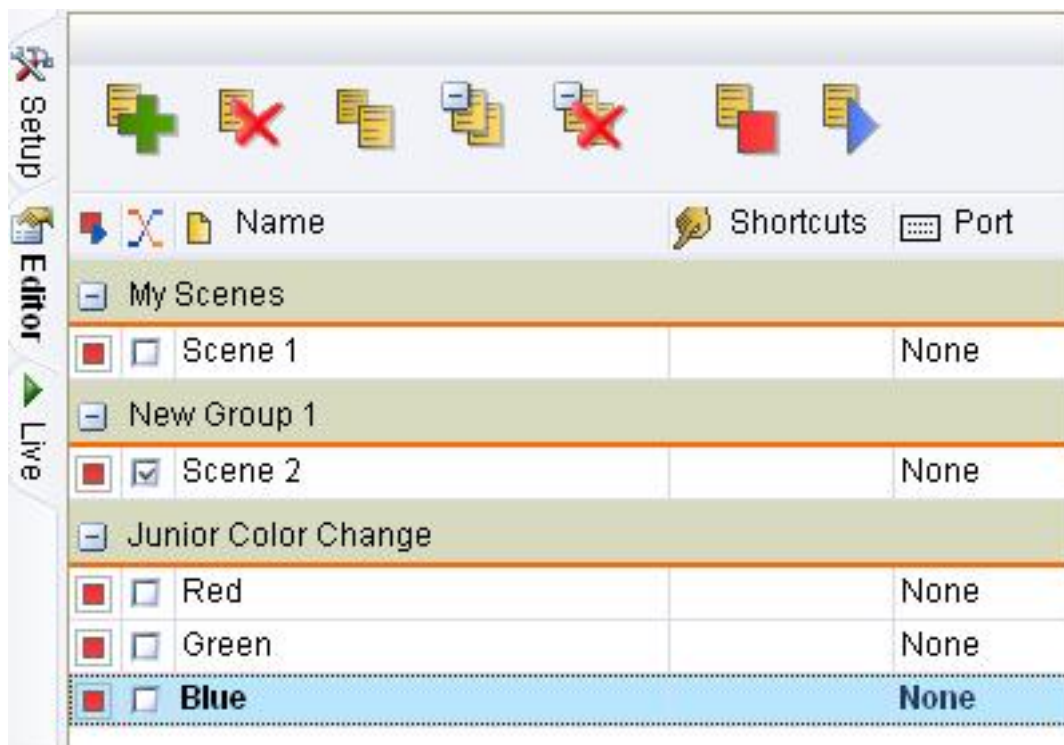 Setup
Editor
Live
Name Shortcuts Port
My Scenes
Scene 1 None
New Group 1
Scene 2 None
Junior Color Change
Red None
Green None
Blue None